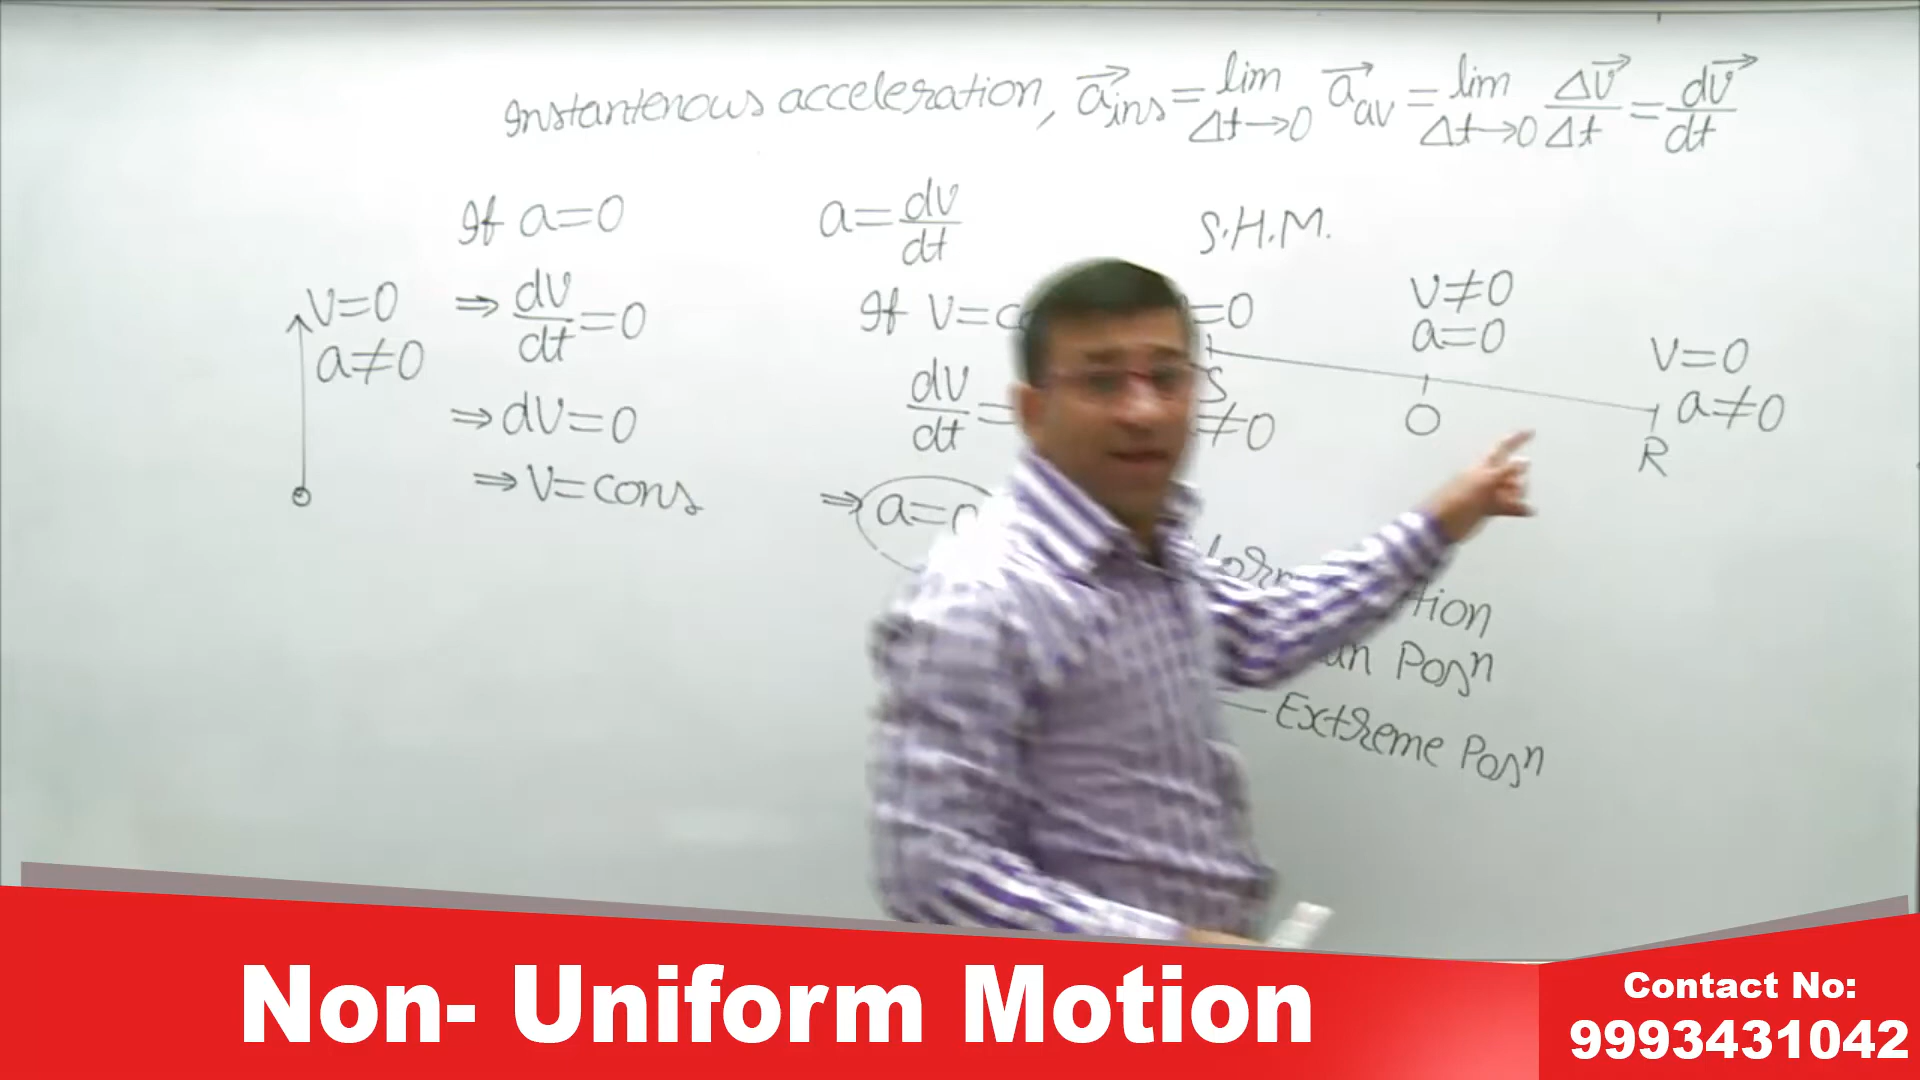 Instantenous acceleration, a⃗ins = lim Δt→0 a⃗av = lim Δt→0 Δv⃗/Δt = dv⃗/dt
v=0
a≠0
If a=0
⇒ dv/dt = 0
⇒ dv=0
⇒ v=cons
a = dv/dt
If v=
dv/dt =
⇒ a=
S.H.M.
=0
S
≠0
v≠0
a=0
O
v=0
a≠0
R
Posn
Extreme Posn
Non- Uniform Motion
Contact No:
9993431042